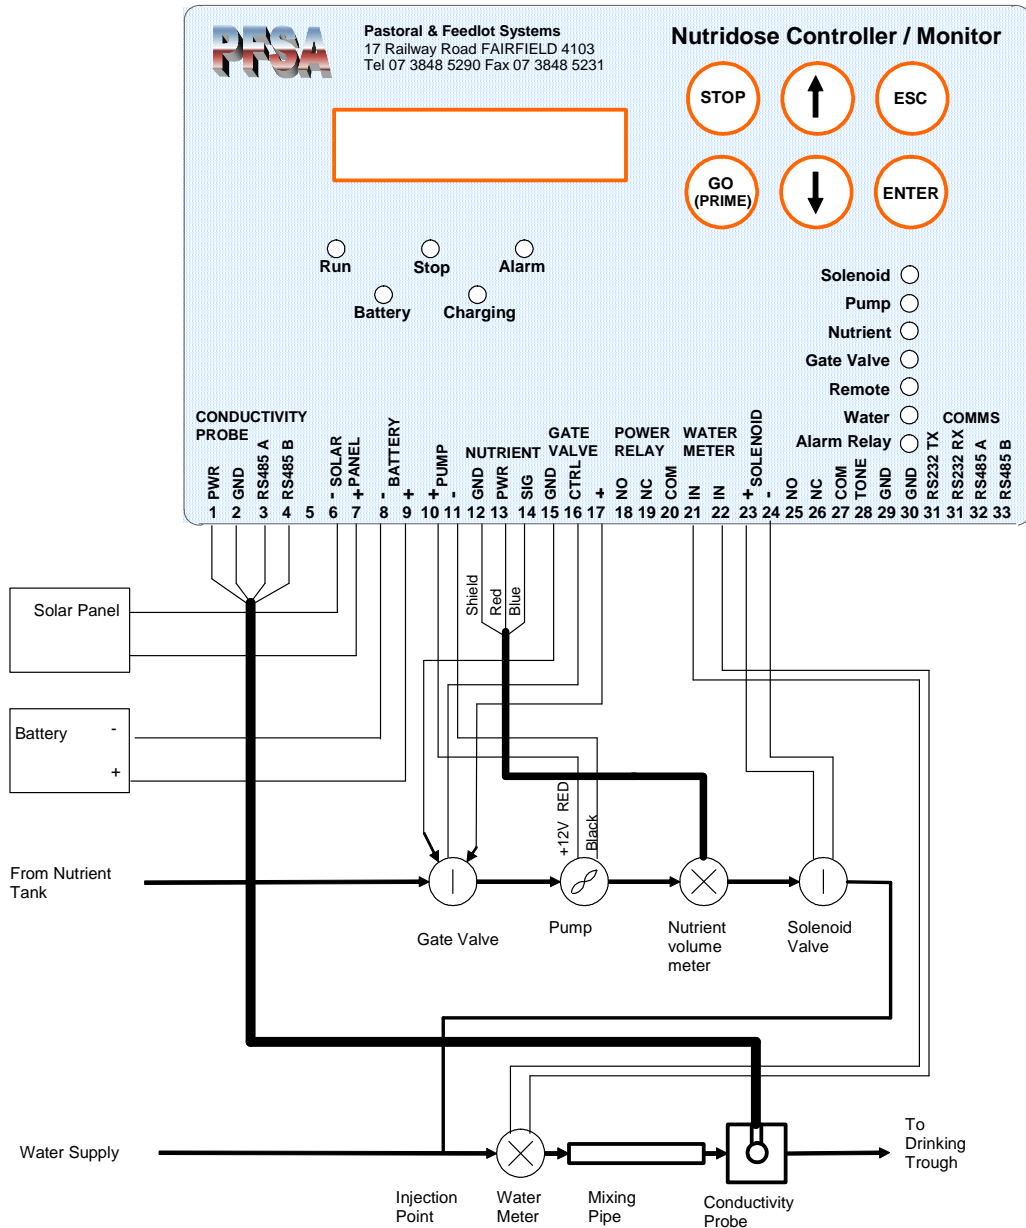 PFSA
Pastoral & Feedlot Systems
17 Railway Road FAIRFIELD 4103
Tel 07 3848 5290 Fax 07 3848 5231
Nutridose Controller / Monitor
STOP
ESC
GO
(PRIME)
ENTER
Run
Stop
Alarm
Battery
Charging
Solenoid
Pump
Nutrient
Gate Valve
Remote
Water
Alarm Relay
CONDUCTIVITY
PROBE
SOLAR
PANEL
BATTERY
PUMP
NUTRIENT
GATE
VALVE
POWER
RELAY
WATER
METER
SOLENOID
COMMS
PWR
GND
RS485 A
RS485 B
-
+
-
+
+
-
GND
PWR
SIG
GND
CTRL
+
NO
NC
COM
IN
IN
+
-
NO
NC
COM
TONE
GND
GND
RS232 TX
RS232 RX
RS485 A
RS485 B
1 2 3 4 5 6 7 8 9 10 11 12 13 14 15 16 17 18 19 20 21 22 23 24 25 26 27 28 29 30 31 31 32 33
Shield
Red
Blue
Solar Panel
Battery -
+
+12V RED
Black
From Nutrient
Tank
Gate Valve
Pump
Nutrient
volume
meter
Solenoid
Valve
Water Supply
To
Drinking
Trough
Injection
Point
Water
Meter
Mixing
Pipe
Conductivity
Probe